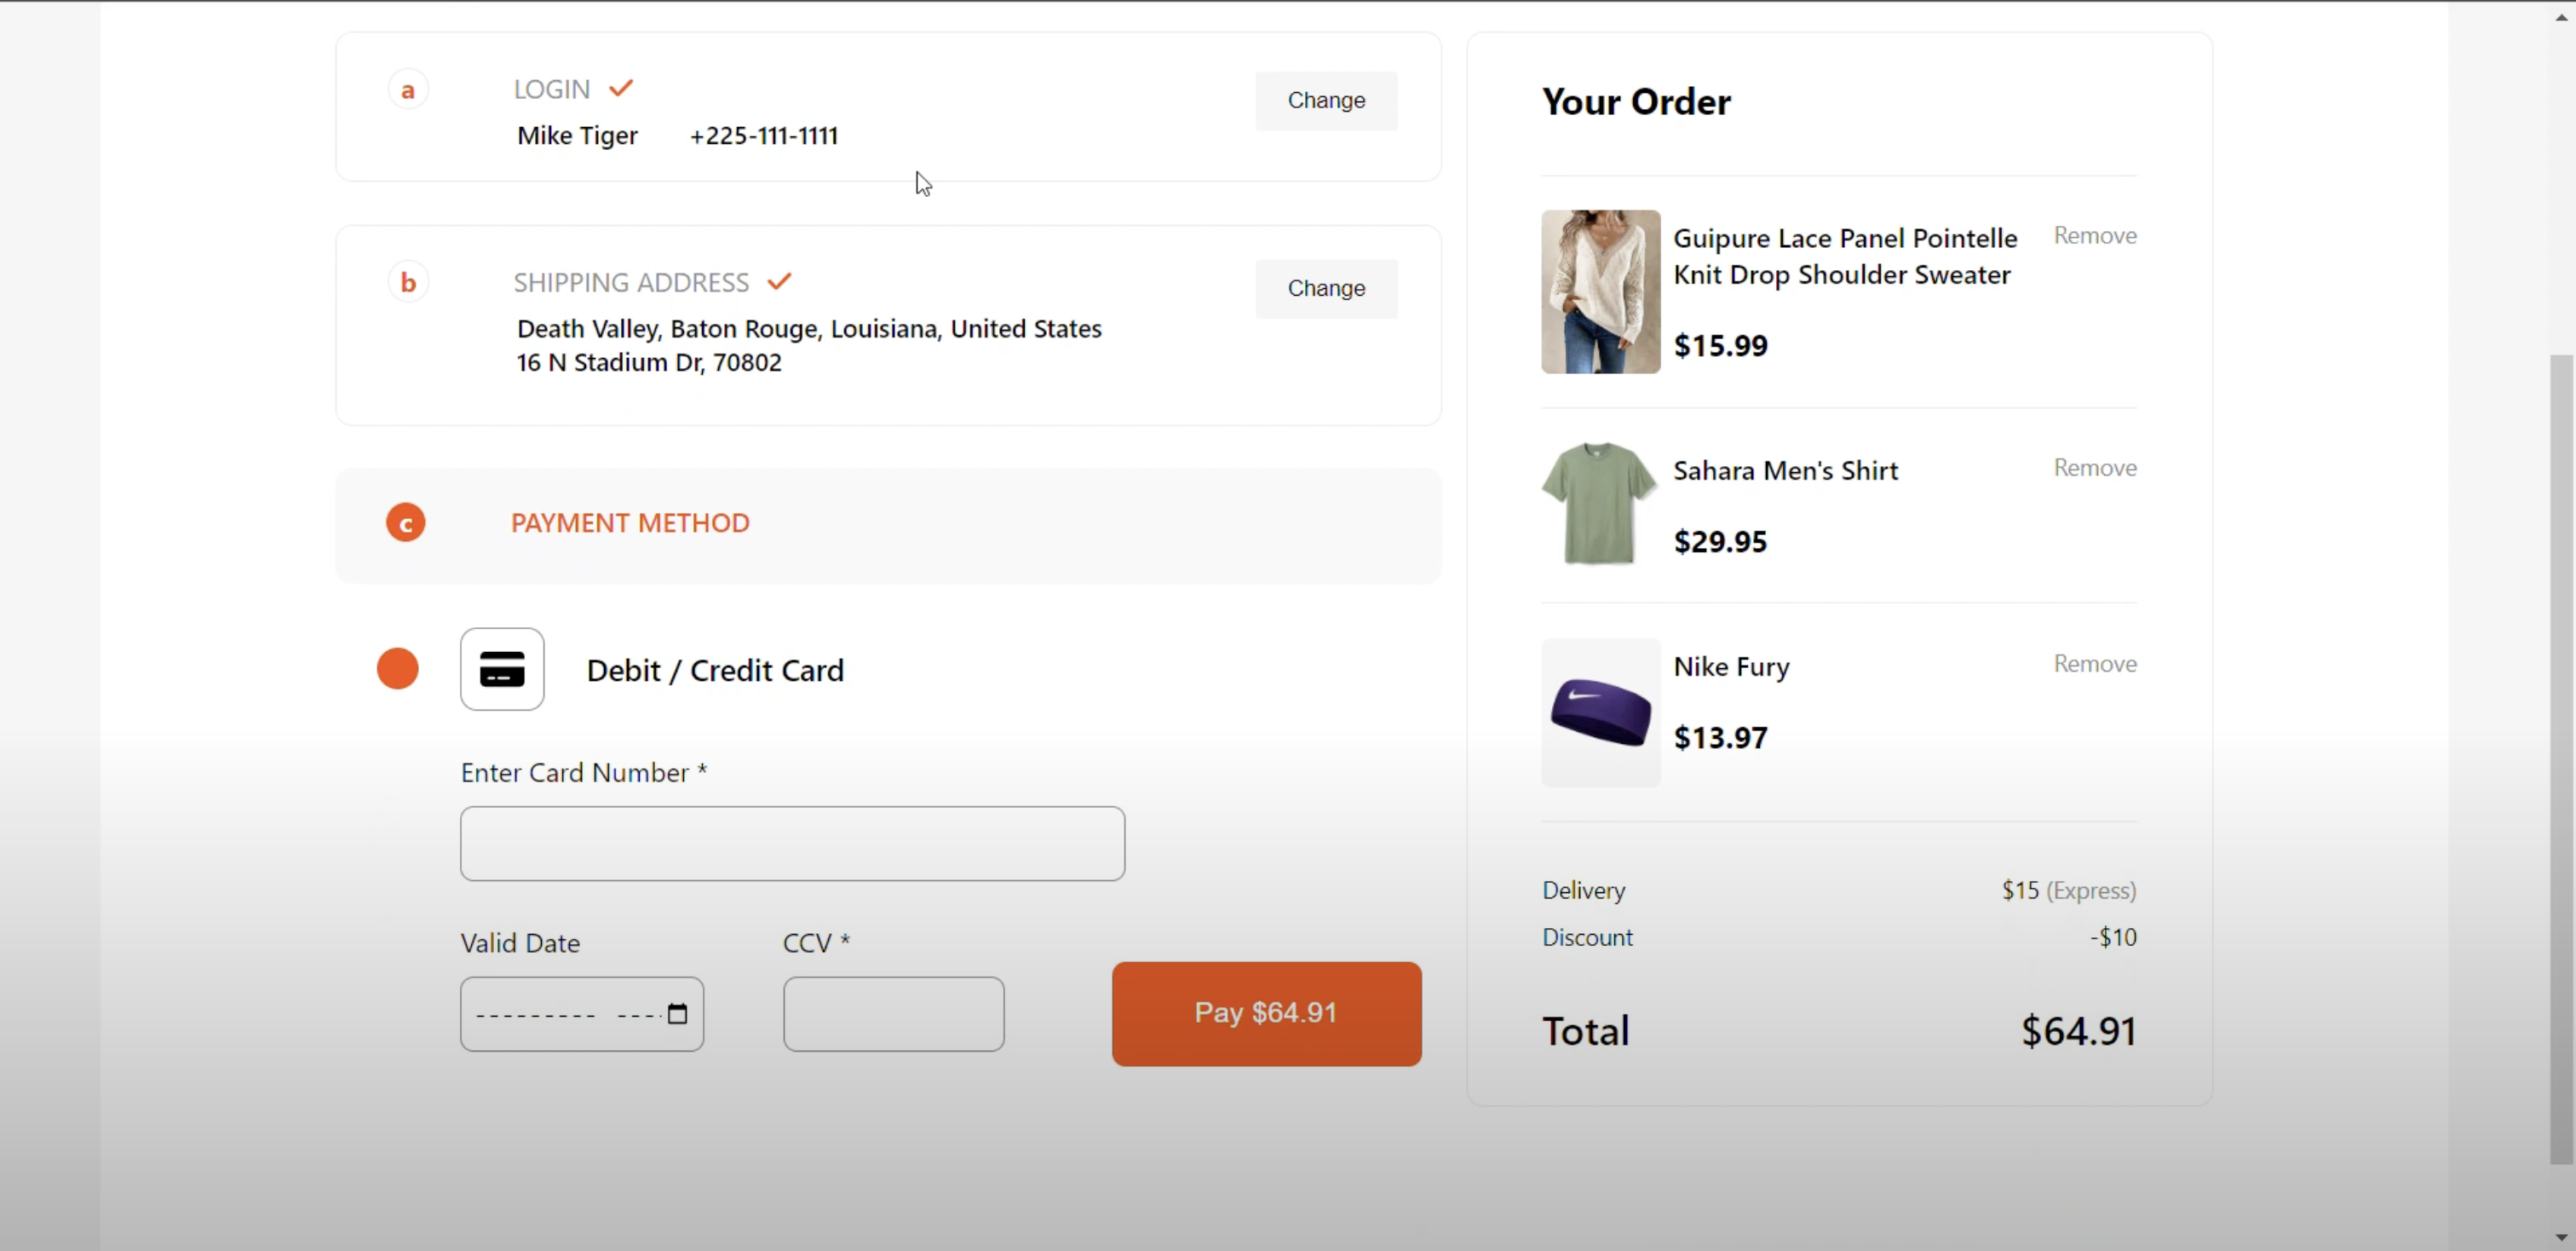 a
LOGIN
Change
Mike Tiger +225-111-1111
b
SHIPPING ADDRESS
Change
Death Valley, Baton Rouge, Louisiana, United States
16 N Stadium Dr, 70802
c
PAYMENT METHOD
Debit / Credit Card
Enter Card Number *
Valid Date
CCV *
--------- ----
Pay $64.91
Your Order
Guipure Lace Panel Pointelle
Knit Drop Shoulder Sweater
Remove
$15.99
Sahara Men's Shirt
Remove
$29.95
Nike Fury
Remove
$13.97
Delivery $15 (Express)
Discount -$10
Total $64.91